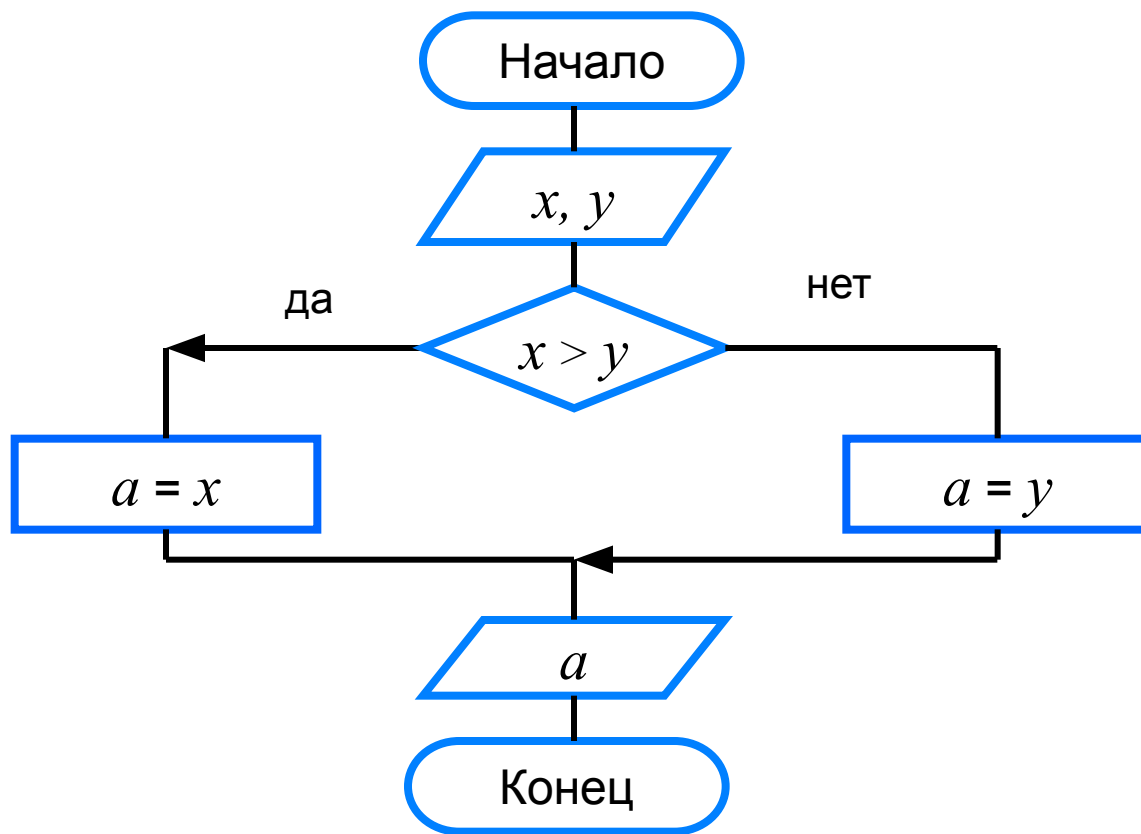 Начало
x, y
да
нет
x > y
a = x
a = y
a
Конец